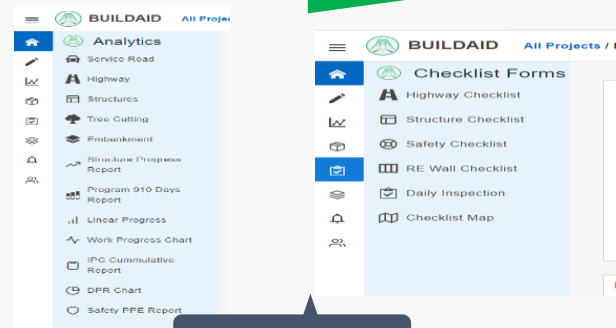 BUILDAID All Projec
Analytics
Service Road
Highway
Structures
Tree Cutting
Embankment
Structure Progress
Report
Program 910 Days
Report
Linear Progress
Work Progress Chart
IPC Cummulative
Report
DPR Chart
Safety PPE Report
BUILDAID All Projects /
Checklist Forms
Highway Checklist
Structure Checklist
Safety Checklist
RE Wall Checklist
Daily Inspection
Checklist Map